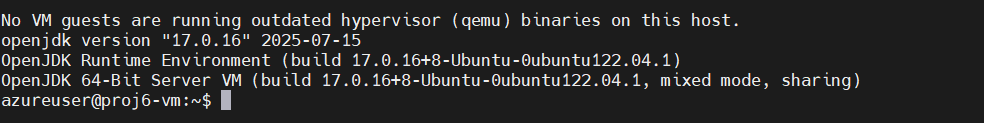 No VM guests are running outdated hypervisor (qemu) binaries on this host.
openjdk version "17.0.16" 2025-07-15
OpenJDK Runtime Environment (build 17.0.16+8-Ubuntu-0ubuntu122.04.1)
OpenJDK 64-Bit Server VM (build 17.0.16+8-Ubuntu-0ubuntu122.04.1, mixed mode, sharing)
azureuser@proj6-vm:~$